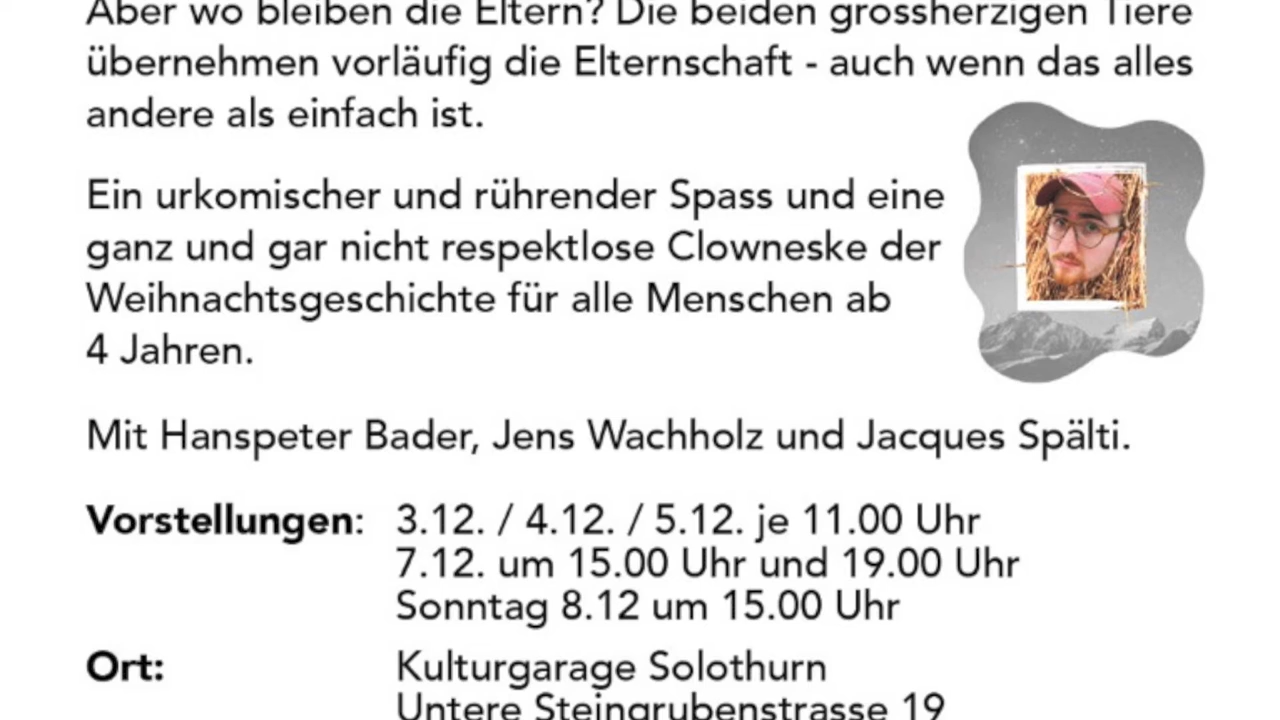 Aber wo bleiben die Eltern? Die beiden grossherzigen Tiere
übernehmen vorläufig die Elternschaft - auch wenn das alles
andere als einfach ist.
Ein urkomischer und rührender Spass und eine
ganz und gar nicht respektlose Clowneske der
Weihnachtsgeschichte für alle Menschen ab
4 Jahren.
Mit Hanspeter Bader, Jens Wachholz und Jacques Spälti.
Vorstellungen: 3.12. / 4.12. / 5.12. je 11.00 Uhr
7.12. um 15.00 Uhr und 19.00 Uhr
Sonntag 8.12 um 15.00 Uhr
Ort: Kulturgarage Solothurn
Untere Steingrubenstrasse 19